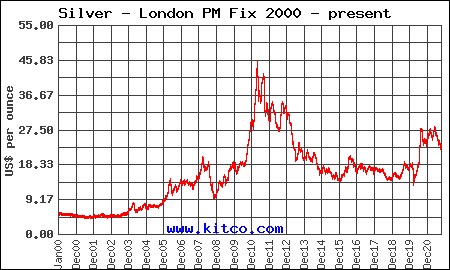 Silver - London PM Fix 2000 - present
US$ per ounce
55.00
45.83
36.67
27.50
18.33
9.17
0.00
www.kitco.com
Jan00
Dec00
Dec01
Dec02
Dec03
Dec04
Dec05
Dec06
Dec07
Dec08
Dec09
Dec10
Dec11
Dec12
Dec13
Dec14
Dec15
Dec16
Dec17
Dec18
Dec19
Dec20